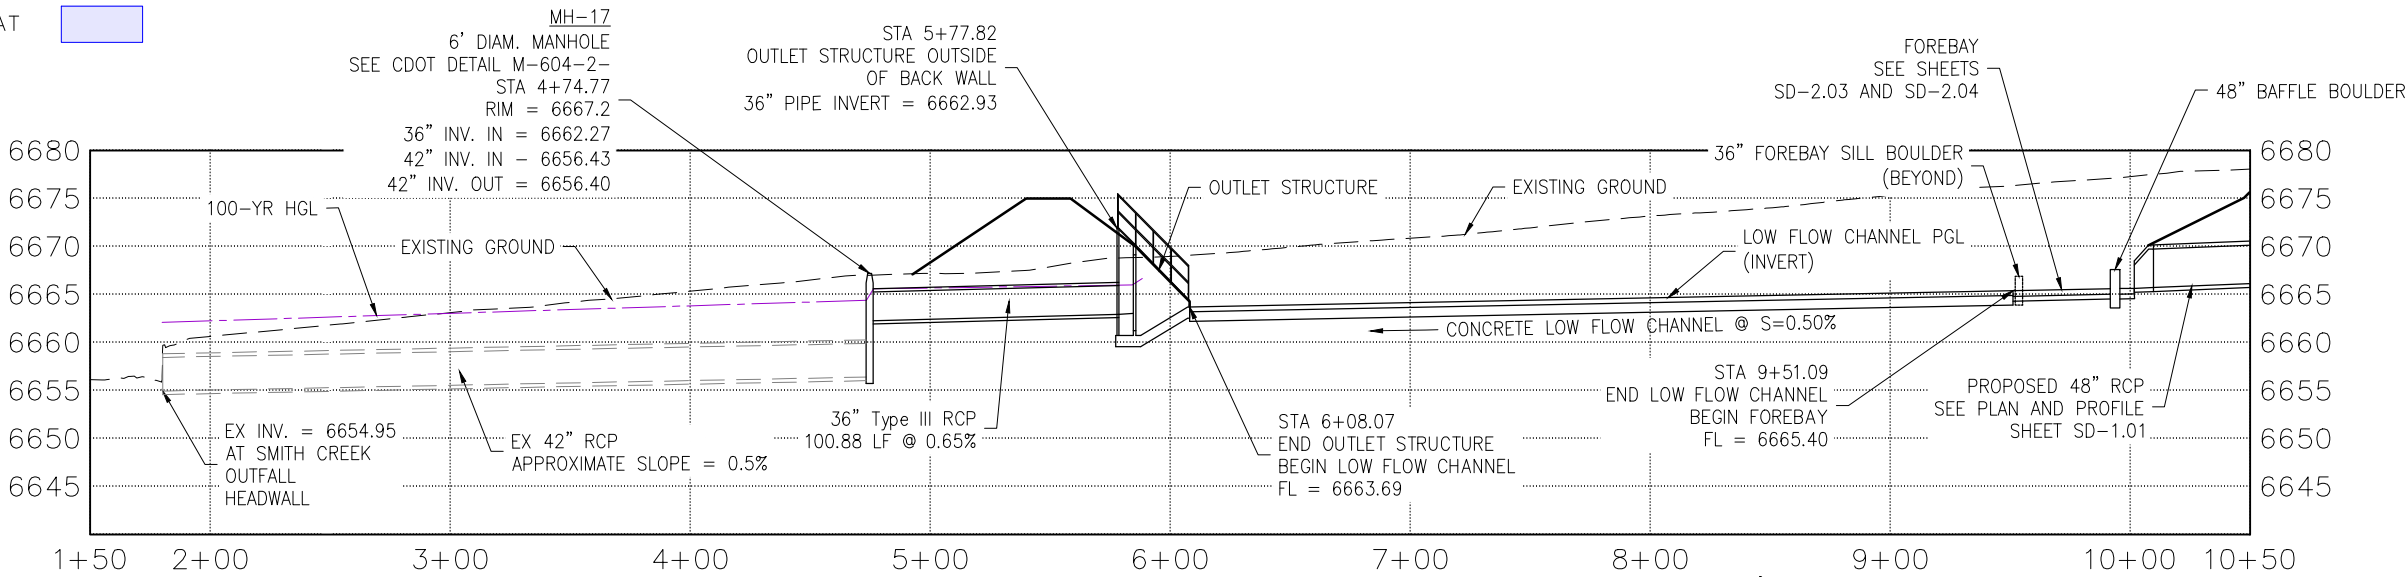 AT
MH-17
6' DIAM. MANHOLE
SEE CDOT DETAIL M-604-2-
STA 4+74.77
RIM = 6667.2
36" INV. IN = 6662.27
42" INV. IN - 6656.43
42" INV. OUT = 6656.40
STA 5+77.82
OUTLET STRUCTURE OUTSIDE
OF BACK WALL
36" PIPE INVERT = 6662.93
FOREBAY
SEE SHEETS
SD-2.03 AND SD-2.04
48" BAFFLE BOULDER
36" FOREBAY SILL BOULDER
(BEYOND)
OUTLET STRUCTURE
EXISTING GROUND
100-YR HGL
EXISTING GROUND
LOW FLOW CHANNEL PGL
(INVERT)
CONCRETE LOW FLOW CHANNEL @ S=0.50%
EX INV. = 6654.95
AT SMITH CREEK
OUTFALL
HEADWALL
EX 42" RCP
APPROXIMATE SLOPE = 0.5%
36" Type III RCP
100.88 LF @ 0.65%
STA 6+08.07
END OUTLET STRUCTURE
BEGIN LOW FLOW CHANNEL
FL = 6663.69
STA 9+51.09
END LOW FLOW CHANNEL
BEGIN FOREBAY
FL = 6665.40
PROPOSED 48" RCP
SEE PLAN AND PROFILE
SHEET SD-1.01
6680
6675
6670
6665
6660
6655
6650
6645
6680
6675
6670
6665
6660
6655
6650
6645
1+50 2+00 3+00 4+00 5+00 6+00 7+00 8+00 9+00 10+00 10+50